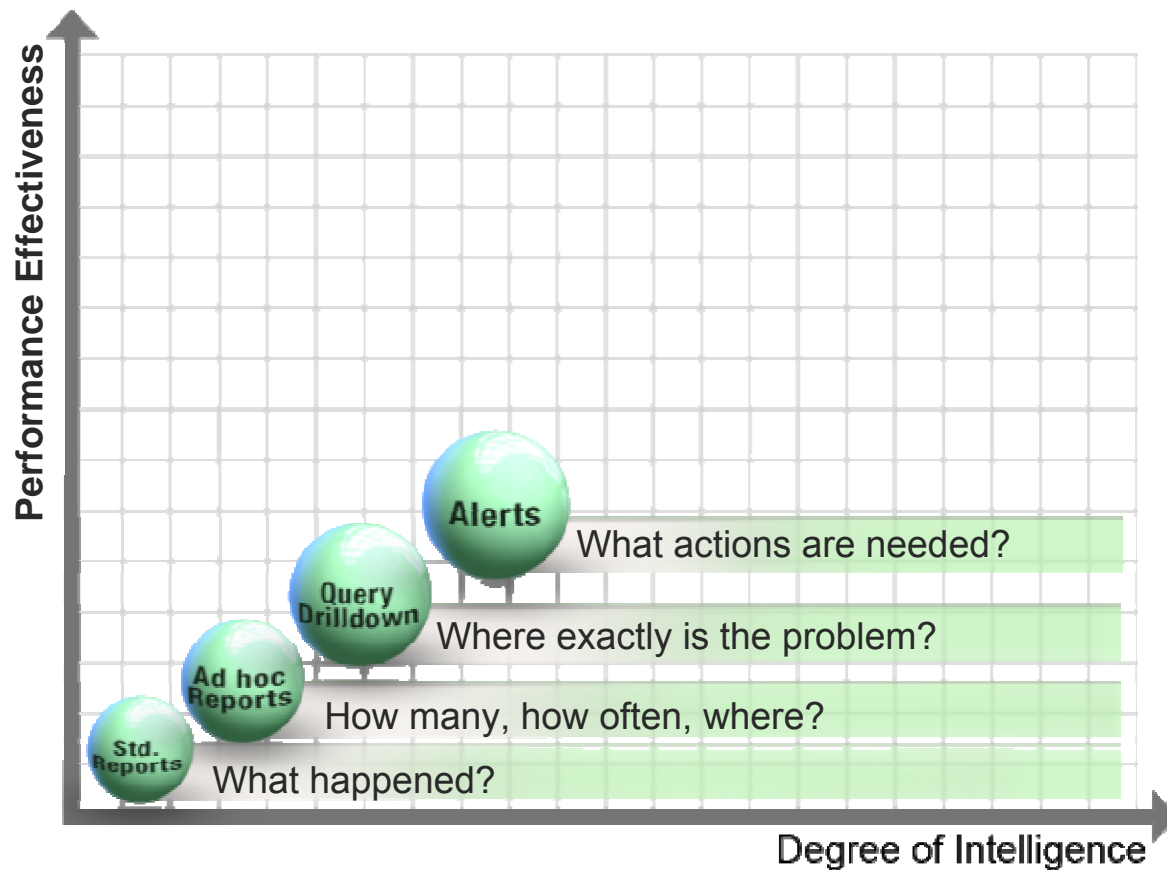 Performance Effectiveness
Alerts
What actions are needed?
Query
Drilldown
Where exactly is the problem?
Ad hoc
Reports
How many, how often, where?
Std.
Reports
What happened?
Degree of Intelligence